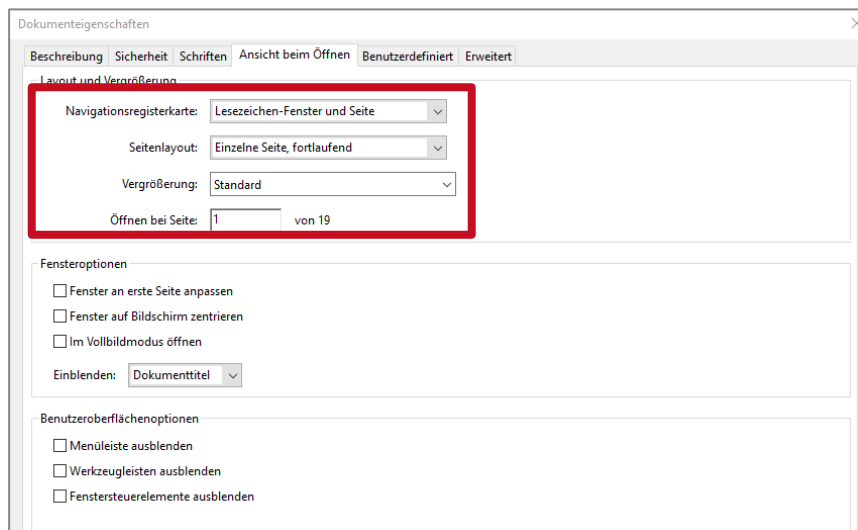 Dokumenteigenschaften
Beschreibung Sicherheit Schriften Ansicht beim Öffnen Benutzerdefiniert Erweitert
Layout und Vergrößerung
Navigationsregisterkarte: Lesezeichen-Fenster und Seite
Seitenlayout: Einzelne Seite, fortlaufend
Vergrößerung: Standard
Öffnen bei Seite: 1 von 19
Fensteroptionen
Fenster an erste Seite anpassen
Fenster auf Bildschirm zentrieren
Im Vollbildmodus öffnen
Einblenden: Dokumenttitel
Benutzeroberflächenoptionen
Menüleiste ausblenden
Werkzeugleisten ausblenden
Fenstersteuerelemente ausblenden